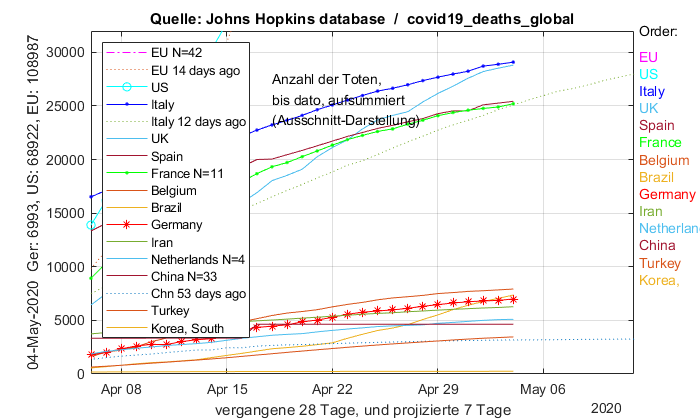 Quelle: Johns Hopkins database / covid19_deaths_global
04-May-2020 Ger: 6993, US: 68922, EU: 108987
30000
25000
20000
15000
10000
5000
0
EU N=42
EU 14 days ago
US
Italy
Italy 12 days ago
UK
Spain
France N=11
Belgium
Brazil
Germany
Iran
Netherlands N=4
China N=33
Chn 53 days ago
Turkey
Korea, South
Anzahl der Toten,
bis dato, aufsummiert
(Ausschnitt-Darstellung)
Order:
EU
US
Italy
UK
Spain
France
Belgium
Brazil
Germany
Iran
Netherlan
China
Turkey
Korea,
Apr 08
Apr 15
Apr 22
Apr 29
May 06
vergangene 28 Tage, und projizierte 7 Tage
2020